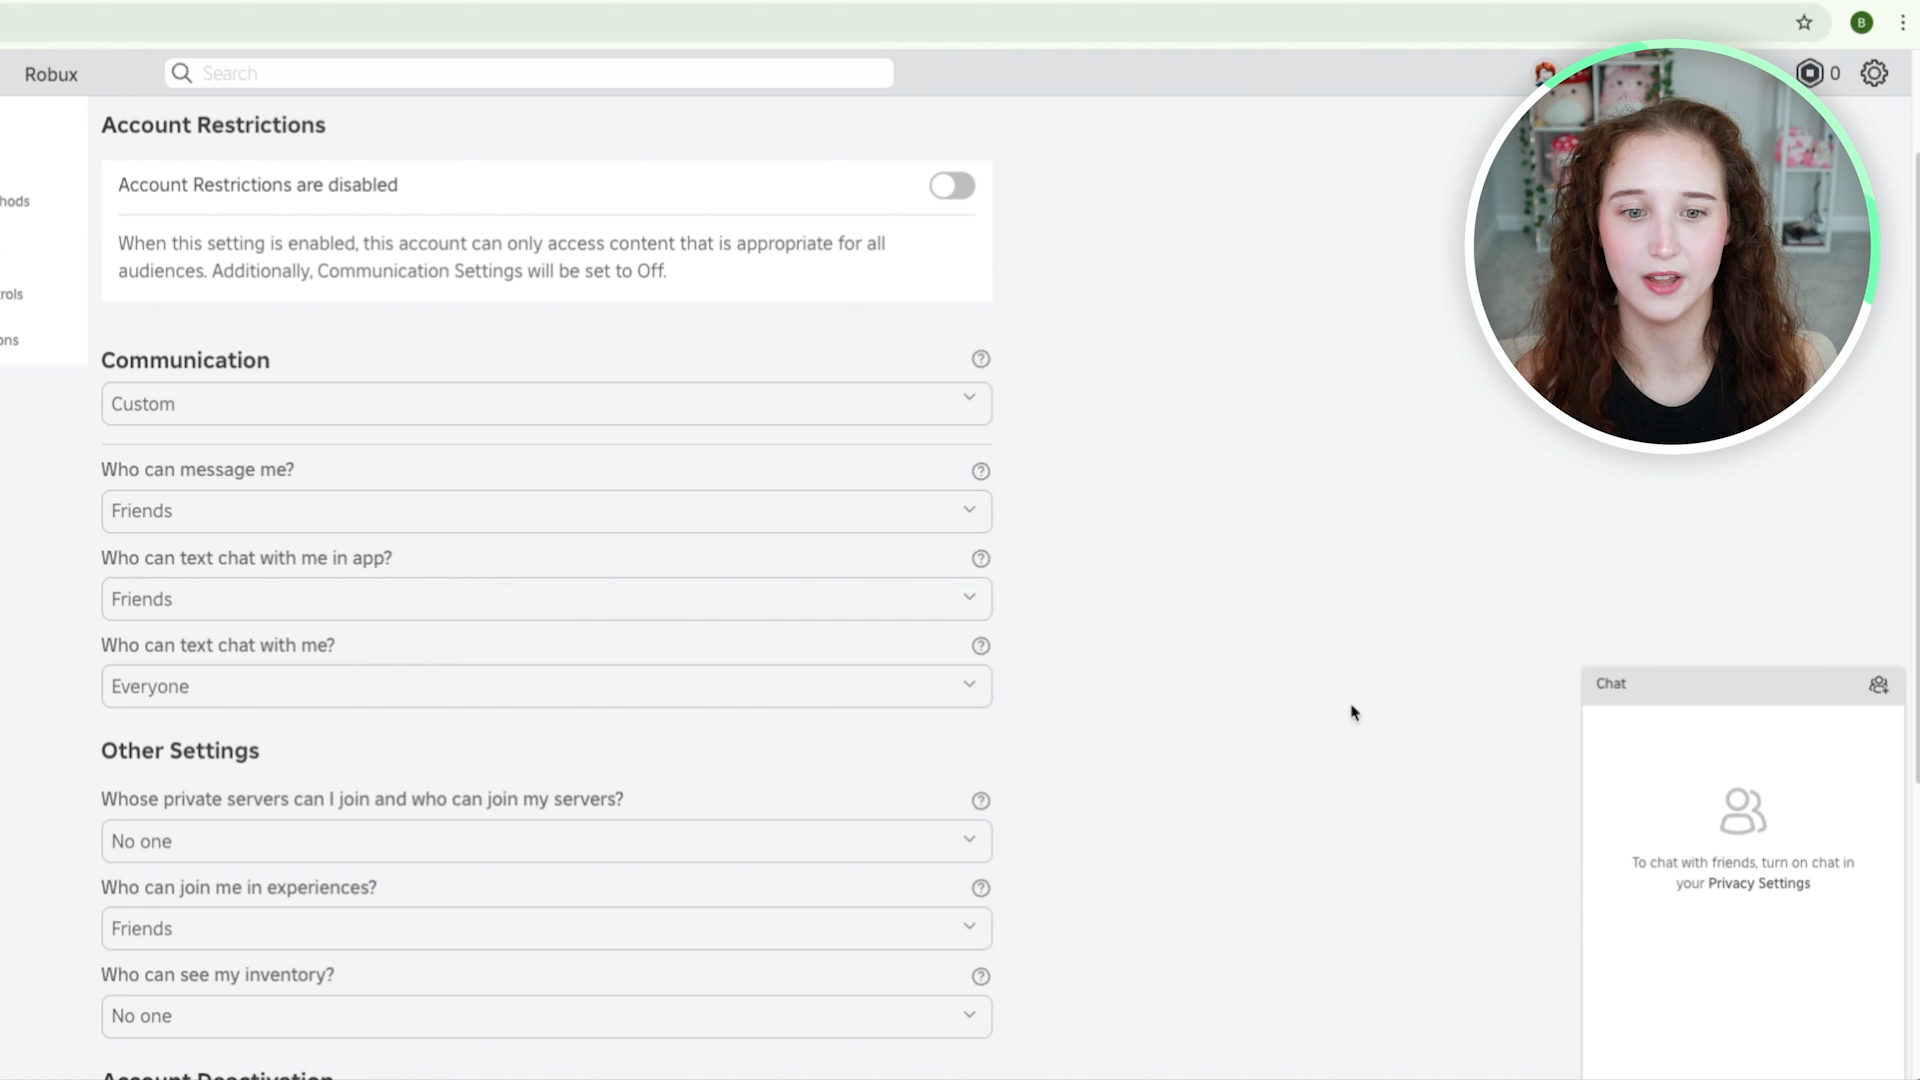 B
Robux
Search
0
Account Restrictions
Account Restrictions are disabled
When this setting is enabled, this account can only access content that is appropriate for all
audiences. Additionally, Communication Settings will be set to Off.
hods
rols
ons
Communication
Custom
Who can message me?
Friends
Who can text chat with me in app?
Friends
Who can text chat with me?
Everyone
Other Settings
Whose private servers can I join and who can join my servers?
No one
Who can join me in experiences?
Friends
Who can see my inventory?
No one
Account Deactivation
Chat
To chat with friends, turn on chat in
your Privacy Settings